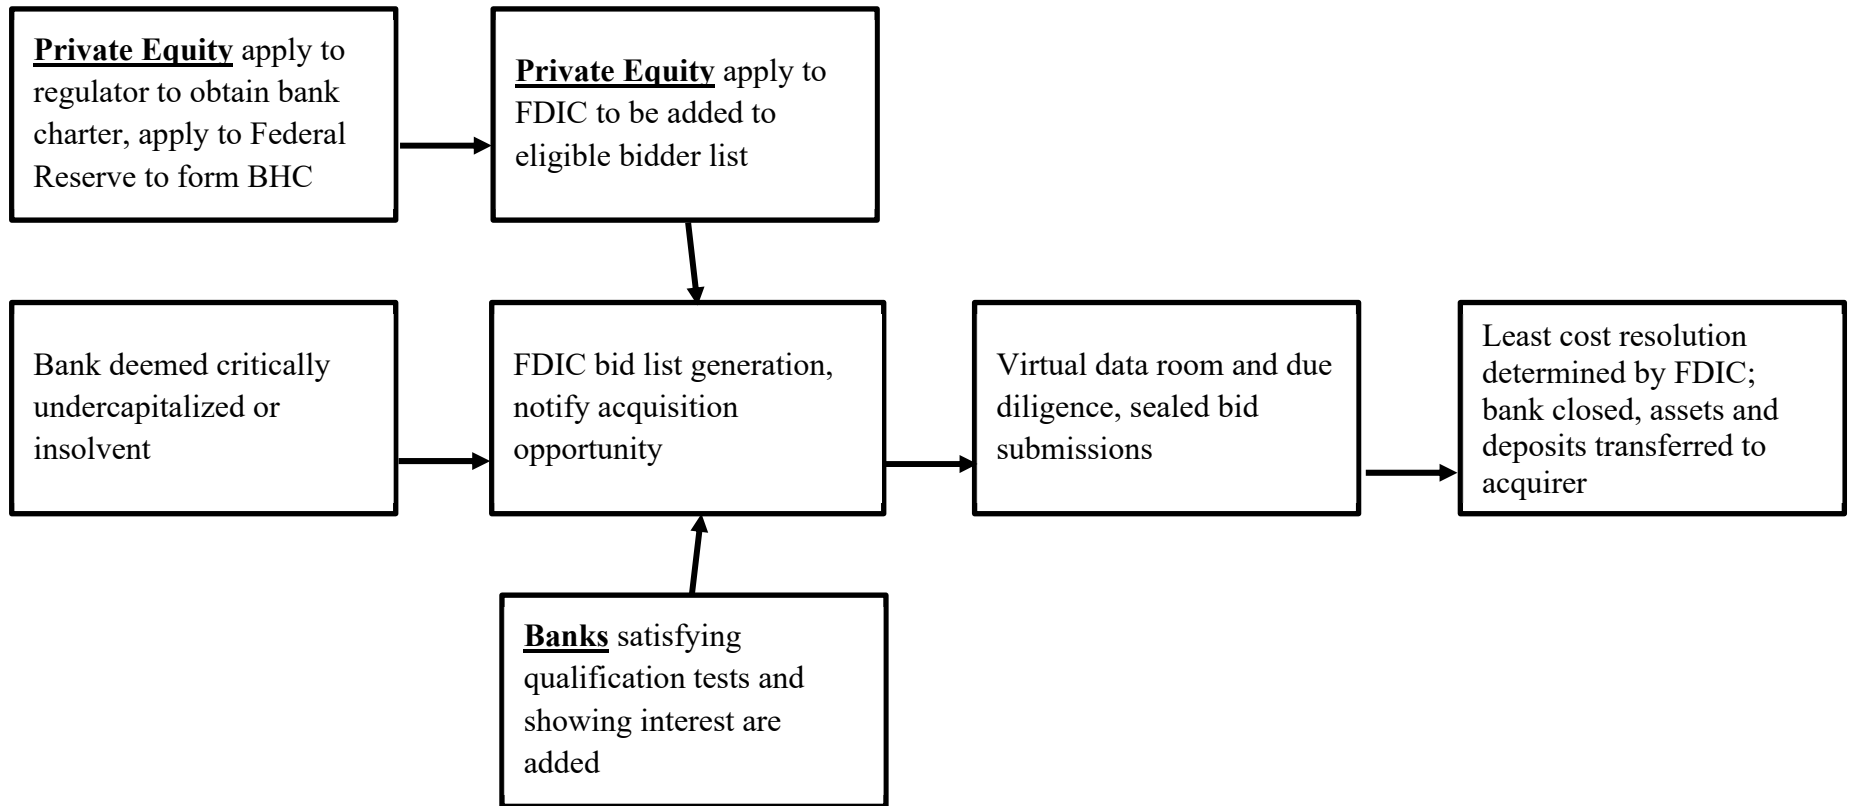 Private Equity apply to
regulator to obtain bank
charter, apply to Federal
Reserve to form BHC
Private Equity apply to
FDIC to be added to
eligible bidder list
Bank deemed critically
undercapitalized or
insolvent
FDIC bid list generation,
notify acquisition
opportunity
Virtual data room and due
diligence, sealed bid
submissions
Least cost resolution
determined by FDIC;
bank closed, assets and
deposits transferred to
acquirer
Banks satisfying
qualification tests and
showing interest are
added